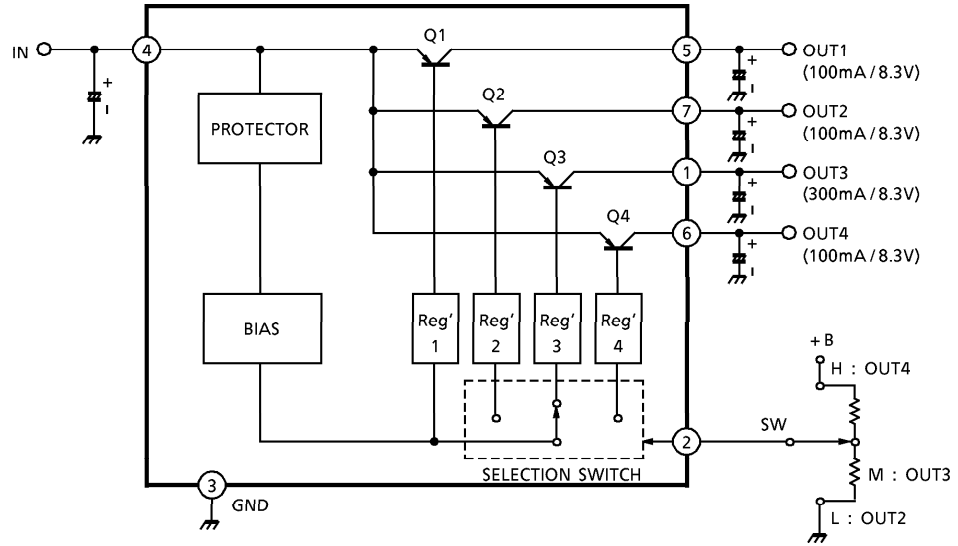 IN
4
Q1
5
OUT1
(100mA / 8.3V)
+
Q2
7
OUT2
(100mA / 8.3V)
+
PROTECTOR
Q3
1
OUT3
(300mA / 8.3V)
+
Q4
6
OUT4
(100mA / 8.3V)
+
BIAS
Reg' 1
Reg' 2
Reg' 3
Reg' 4
+
+ B
H : OUT4
SW
2
SELECTION SWITCH
M : OUT3
L : OUT2
3
GND